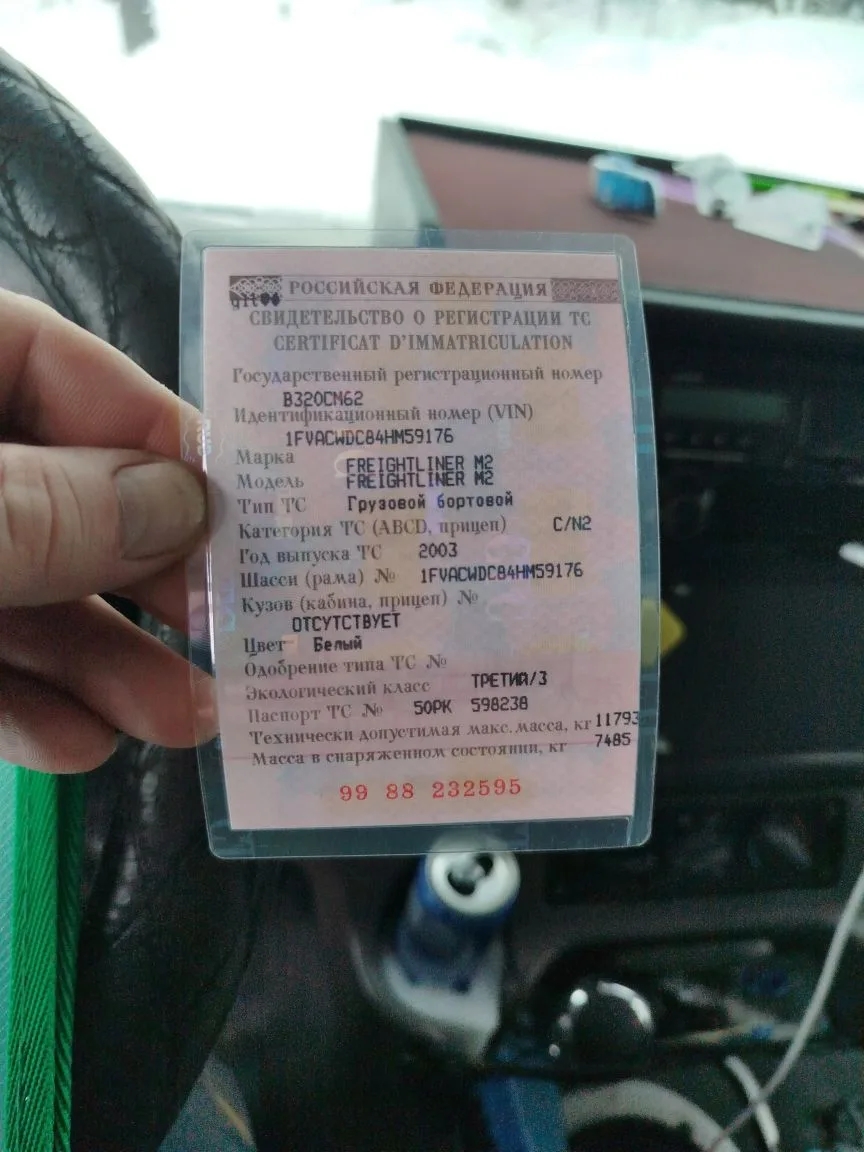 РОССИЙСКАЯ ФЕДЕРАЦИЯ
СВИДЕТЕЛЬСТВО О РЕГИСТРАЦИИ ТС
CERTIFICAT D'IMMATRICULATION
Государственный регистрационный номер
В320СМ62
Идентификационный номер (VIN)
1FVACWDC84HM59176
Марка FREIGHTLINER M2
Модель FREIGHTLINER M2
Тип ТС Грузовой бортовой
Категория ТС (ABCD, прицеп) C/N2
Год выпуска ТС 2003
Шасси (рама) № 1FVACWDC84HM59176
Кузов (кабина, прицеп) №
ОТСУТСТВУЕТ
Цвет Белый
Одобрение типа ТС №
Экологический класс ТРЕТИЙ/3
Паспорт ТС № 50РК 598238
Технически допустимая макс. масса, кг 11793
Масса в снаряженном состоянии, кг 7485
99 88 232595